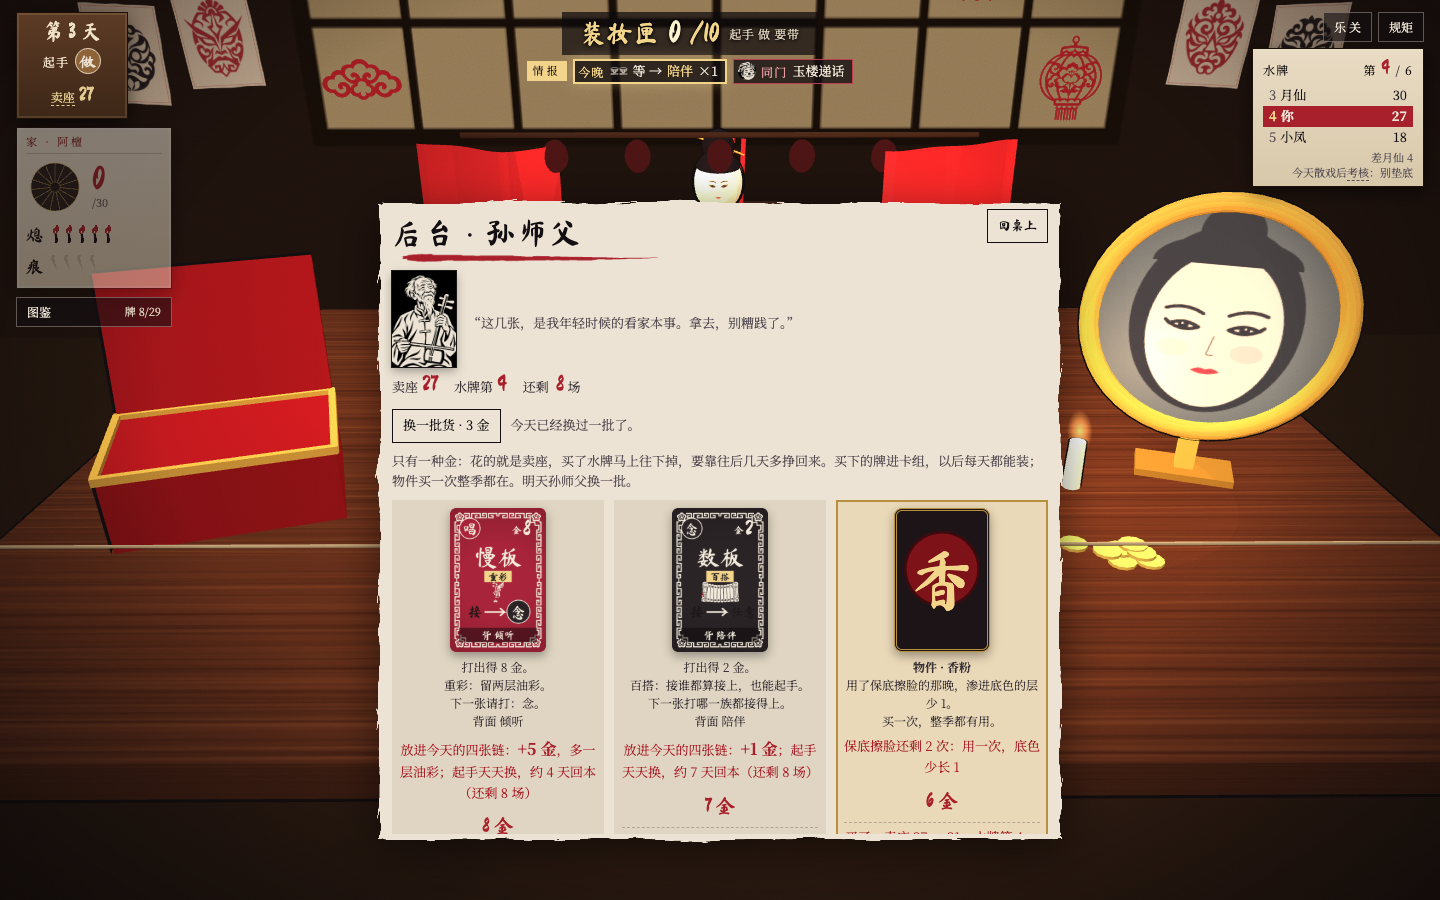 第3天
起手 做
卖座 27
装妆匣 0 /10 起手 做 要带
情报 今晚 等 → 陪伴 ×1 同门 玉楼递话
乐 关 规矩
水牌 第 4 / 6
3 月仙 30
4 你 27
5 小凤 18
差月仙 4
今天散戏后考核：别垫底
家 · 阿檀
0
/30
熄
痕
图鉴 牌 8/29
后台 · 孙师父
回桌上
“这几张，是我年轻时候的看家本事。拿去，别糟践了。”
卖座 27 水牌第 4 还剩 8 场
换一批货 · 3 金 今天已经换过一批了。
只有一种金：花的就是卖座，买了水牌马上往下掉，要靠往后几天多挣回来。买下的牌进卡组，以后每天都能装；
物件买一次整季都在。明天孙师父换一批。
唱 金8
慢板
重彩
接 → 念
背 倾听
打出得 8 金。
重彩：留两层油彩。
下一张请打：念。
背面 倾听
放进今天的四张链：+5 金，多一
层油彩；起手天天换，约 4 天回本
（还剩 8 场）
8金
念 金2
数板
百搭
接 →
背 陪伴
打出得 2 金。
百搭：接谁都算接上，也能起手。
下一张打哪一族都接得上。
背面 陪伴
放进今天的四张链：+1 金；起手
天天换，约 7 天回本（还剩 8 场）
7金
香
物件 · 香粉
用了保底擦脸的那晚，渗进底色的层
少 1。
买一次，整季都有用。
保底擦脸还剩 2 次：用一次，底色
少长 1
6金